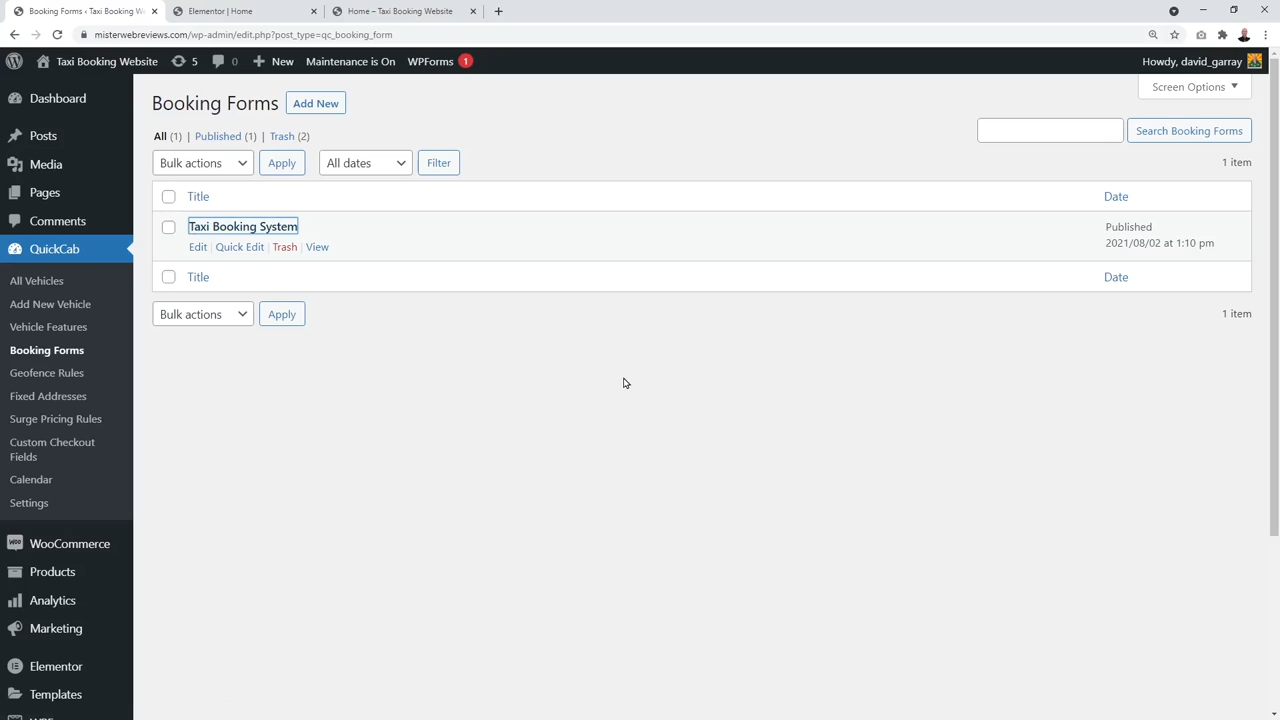 Booking Forms ‹ Taxi Booking W
Elementor | Home
Home – Taxi Booking Website
misterwebreviews.com/wp-admin/edit.php?post_type=qc_booking_form
Taxi Booking Website 5 0 New Maintenance is On WPForms 1 Howdy, david_garray
Dashboard
Posts
Media
Pages
Comments
QuickCab
All Vehicles
Add New Vehicle
Vehicle Features
Booking Forms
Geofence Rules
Fixed Addresses
Surge Pricing Rules
Custom Checkout
Fields
Calendar
Settings
WooCommerce
Products
Analytics
Marketing
Elementor
Templates
Screen Options
Booking Forms Add New
All (1) | Published (1) | Trash (2)
Search Booking Forms
Bulk actions Apply All dates Filter 1 item
Title Date
Taxi Booking System Published
Edit | Quick Edit | Trash | View 2021/08/02 at 1:10 pm
Title Date
Bulk actions Apply 1 item